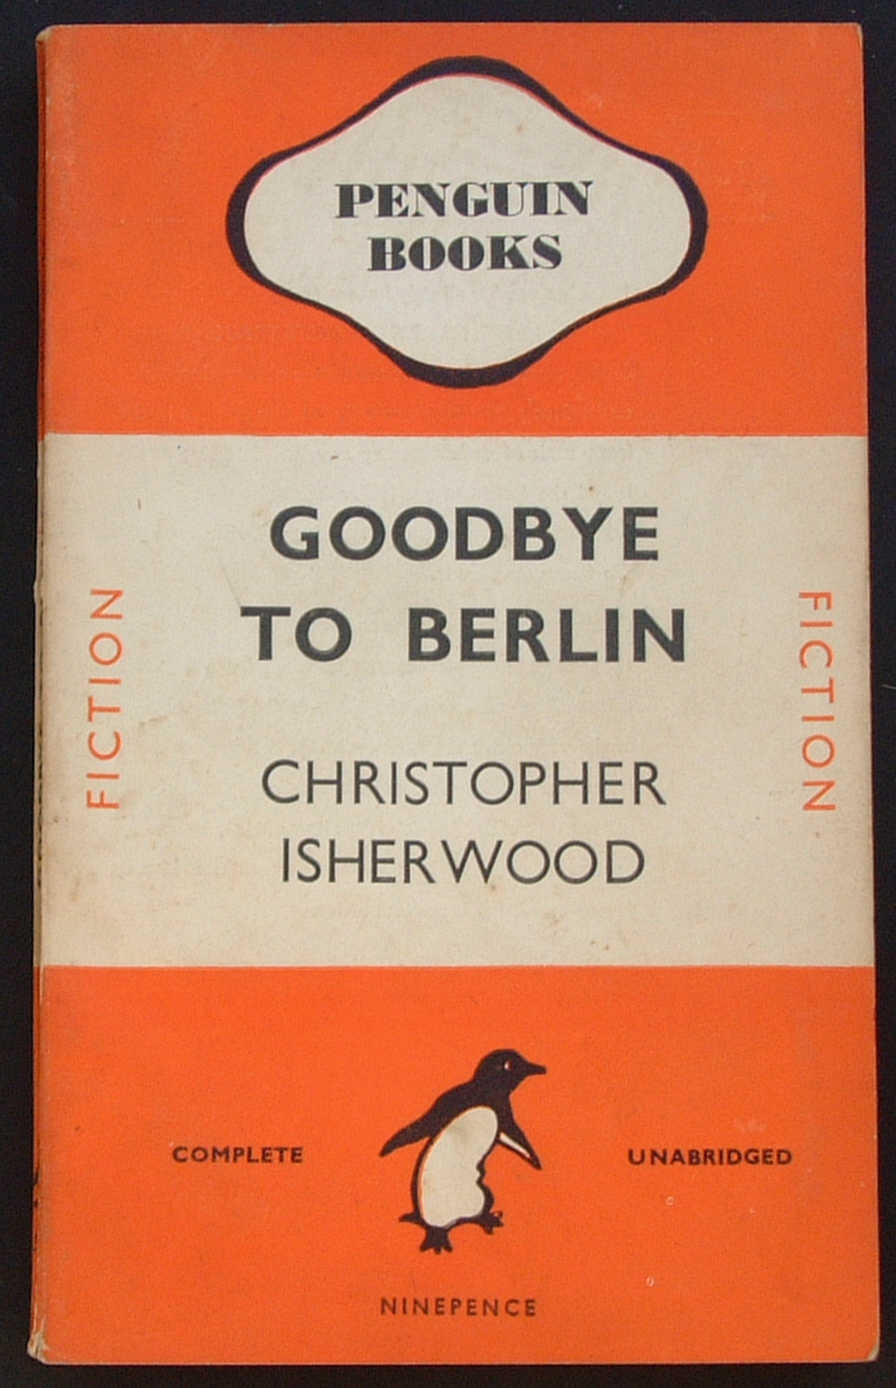 PENGUIN
BOOKS
GOODBYE
TO BERLIN
FICTION
FICTION
CHRISTOPHER
ISHERWOOD
COMPLETE
UNABRIDGED
NINEPENCE